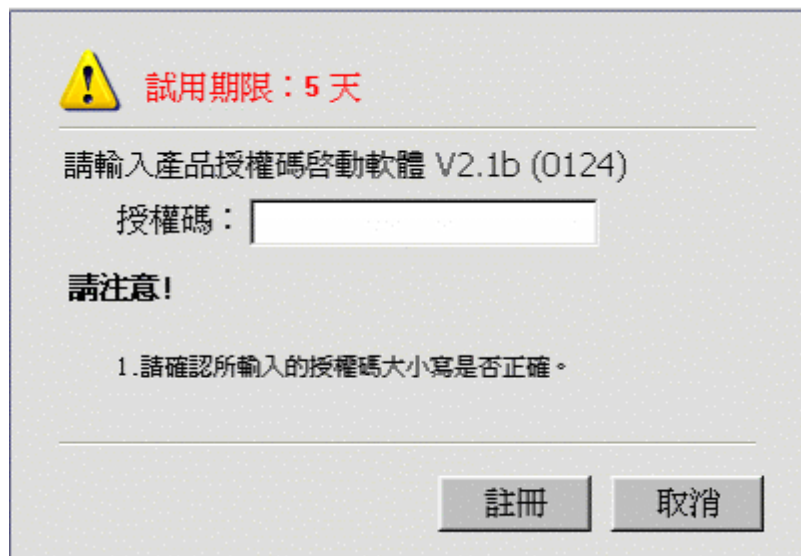 試用期限：5 天
請輸入產品授權碼啓動軟體 V2.1b (0124)
授權碼：
請注意!
1.請確認所輸入的授權碼大小寫是否正確。
註冊 取消